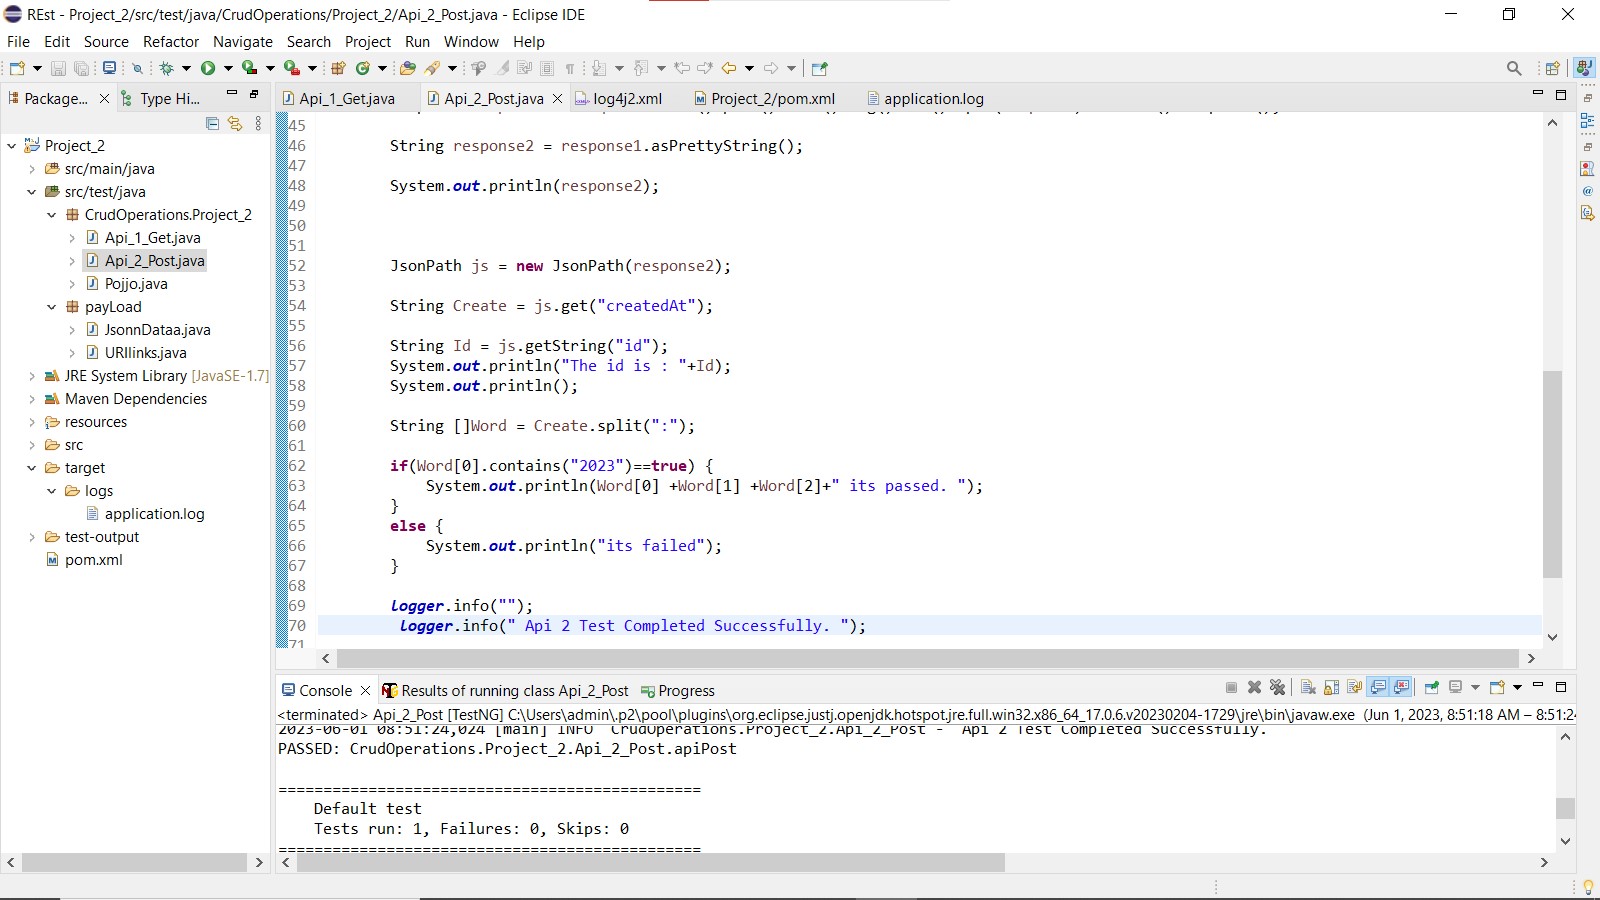 REst - Project_2/src/test/java/CrudOperations/Project_2/Api_2_Post.java - Eclipse IDE
File Edit Source Refactor Navigate Search Project Run Window Help
Package... Type Hi...
Project_2
src/main/java
src/test/java
CrudOperations.Project_2
Api_1_Get.java
Api_2_Post.java
Pojjo.java
payLoad
JsonnDataa.java
URIlinks.java
JRE System Library [JavaSE-1.7]
Maven Dependencies
resources
src
target
logs
application.log
test-output
pom.xml
Api_1_Get.java Api_2_Post.java log4j2.xml Project_2/pom.xml application.log
45
46 String response2 = response1.asPrettyString();
47
48 System.out.println(response2);
49
50
51
52 JsonPath js = new JsonPath(response2);
53
54 String Create = js.get("createdAt");
55
56 String Id = js.getString("id");
57 System.out.println("The id is : "+Id);
58 System.out.println();
59
60 String []Word = Create.split(":");
61
62 if(Word[0].contains("2023")==true) {
63 System.out.println(Word[0] +Word[1] +Word[2]+" its passed. ");
64 }
65 else {
66 System.out.println("its failed");
67 }
68
69 logger.info("");
70 logger.info(" Api 2 Test Completed Successfully. ");
71
Console Results of running class Api_2_Post Progress
<terminated> Api_2_Post [TestNG] C:\Users\admin\.p2\pool\plugins\org.eclipse.justj.openjdk.hotspot.jre.full.win32.x86_64_17.0.6.v20230204-1729\jre\bin\javaw.exe (Jun 1, 2023, 8:51:18 AM – 8:51:24
2023-06-01 08:51:24,024 [main] INFO CrudOperations.Project_2.Api_2_Post - Api 2 Test Completed Successfully.
PASSED: CrudOperations.Project_2.Api_2_Post.apiPost
===============================================
Default test
Tests run: 1, Failures: 0, Skips: 0
===============================================